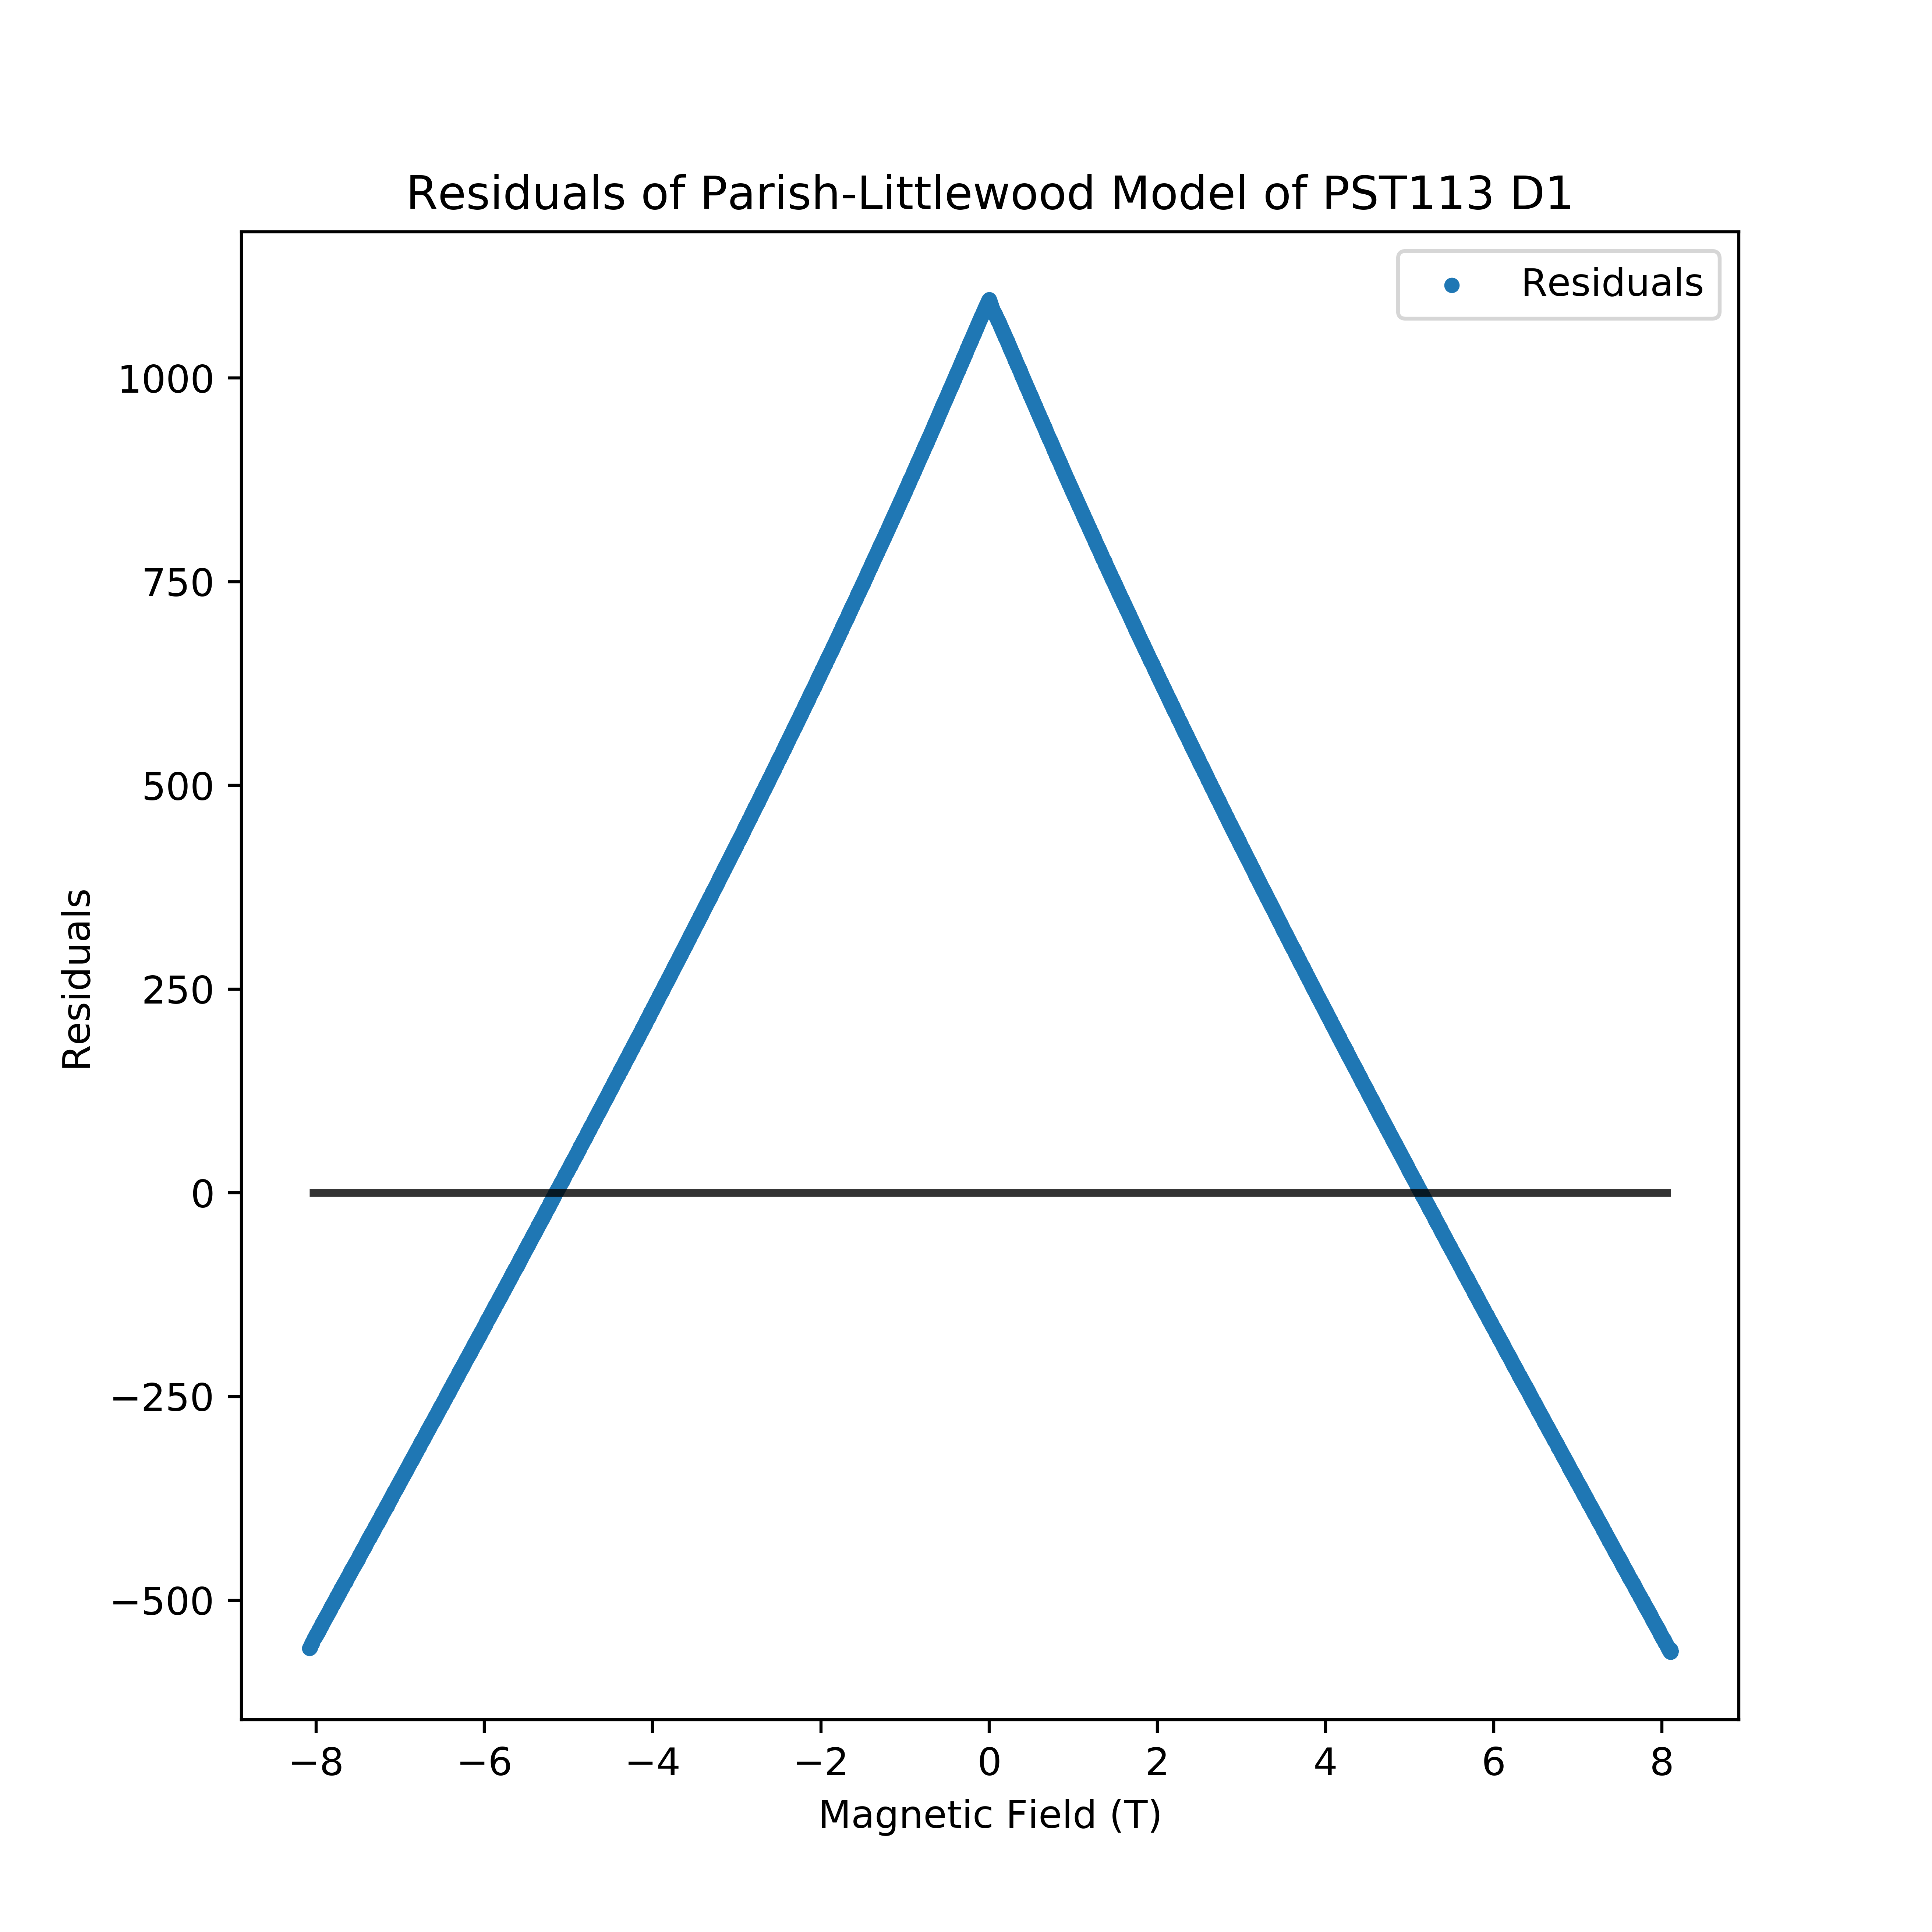 Residuals of Parish-Littlewood Model of PST113 D1
Residuals
1000
750
500
250
0
−250
−500
Residuals
−8 −6 −4 −2 0 2 4 6 8
Magnetic Field (T)